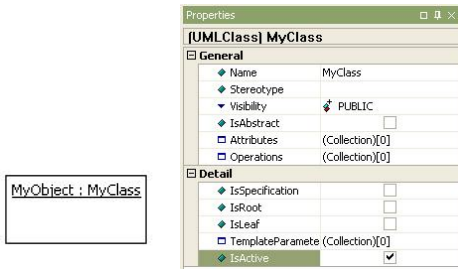 MyObject : MyClass
Properties
(UMLClass) MyClass
General
Name MyClass
Stereotype
Visibility PUBLIC
IsAbstract
Attributes (Collection)[0]
Operations (Collection)[0]
Detail
IsSpecification
IsRoot
IsLeaf
TemplateParamete (Collection)[0]
IsActive